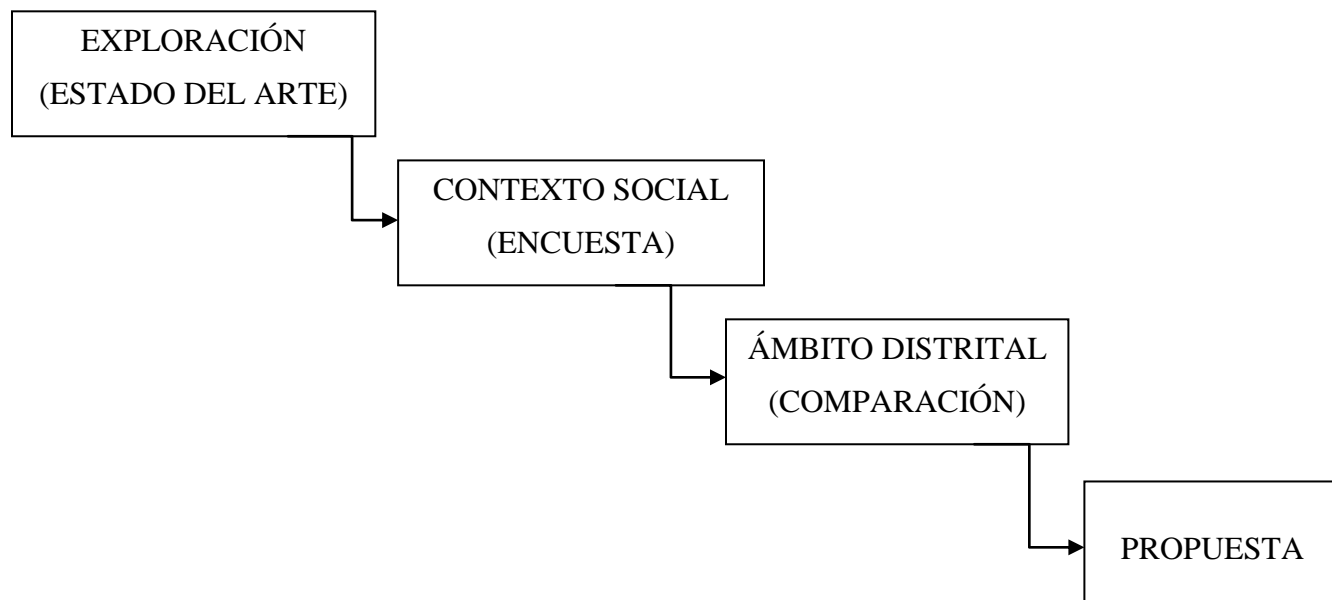 EXPLORACIÓN
(ESTADO DEL ARTE)
CONTEXTO SOCIAL
(ENCUESTA)
ÁMBITO DISTRITAL
(COMPARACIÓN)
PROPUESTA